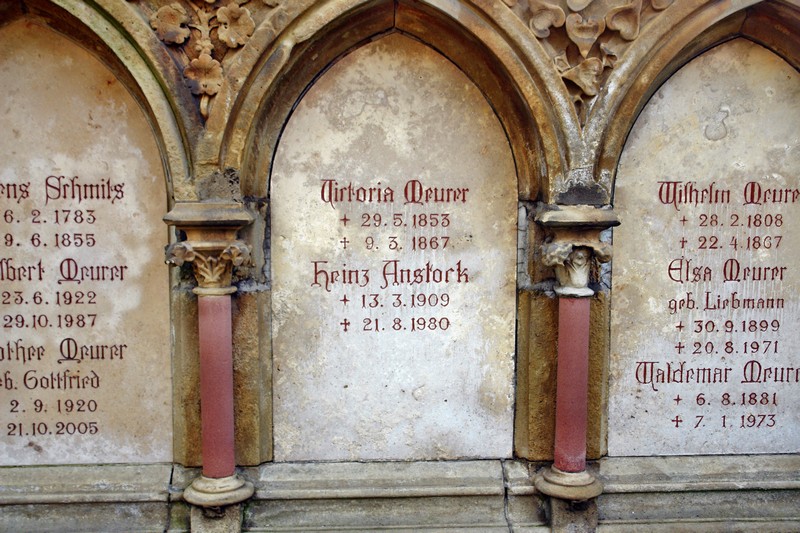 Schmits
6. 2. 1783
9. 6. 1855
Meurer
23. 6. 1922
29. 10. 1987
Meurer
Gottfried
2. 9. 1920
21. 10. 2005
Victoria Meurer
+ 29. 5. 1853
+ 9. 3. 1867
Heinz Anstock
+ 13. 3. 1909
+ 21. 8. 1980
Wilhelm
+ 28. 2. 1808
+ 22. 4. 1867
Elsa Meurer
geb. Liebmann
+ 30. 9. 1899
+ 20. 8. 1971
Waldemar
+ 6. 8. 1881
+ 7. 1. 1973